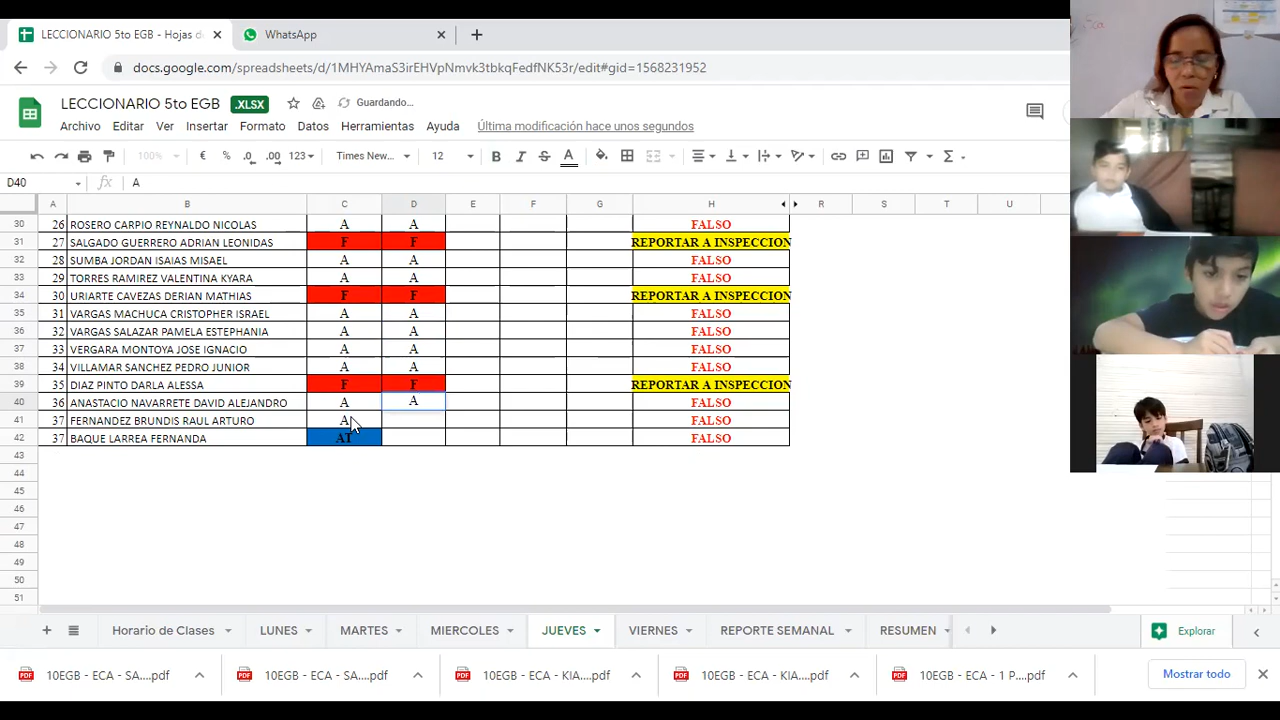 LECCIONARIO 5to EGB - Hojas d
WhatsApp
docs.google.com/spreadsheets/d/1MHYAmaS3irEHVpNmvk3tbkqFedfNK53r/edit#gid=1568231952
LECCIONARIO 5to EGB .XLSX Guardando...
Archivo Editar Ver Insertar Formato Datos Herramientas Ayuda Última modificación hace unos segundos
100% € % .0 .00 123 Times New... 12 B I S A Σ
D40 fx A
A B C D E F G H R S T U
30 26 ROSERO CARPIO REYNALDO NICOLAS A A FALSO
31 27 SALGADO GUERRERO ADRIAN LEONIDAS F F REPORTAR A INSPECCION
32 28 SUMBA JORDAN ISAIAS MISAEL A A FALSO
33 29 TORRES RAMIREZ VALENTINA KYARA A A FALSO
34 30 URIARTE CAVEZAS DERIAN MATHIAS F F REPORTAR A INSPECCION
35 31 VARGAS MACHUCA CRISTOPHER ISRAEL A A FALSO
36 32 VARGAS SALAZAR PAMELA ESTEPHANIA A A FALSO
37 33 VERGARA MONTOYA JOSE IGNACIO A A FALSO
38 34 VILLAMAR SANCHEZ PEDRO JUNIOR A A FALSO
39 35 DIAZ PINTO DARLA ALESSA F F REPORTAR A INSPECCION
40 36 ANASTACIO NAVARRETE DAVID ALEJANDRO A A FALSO
41 37 FERNANDEZ BRUNDIS RAUL ARTURO A FALSO
42 37 BAQUE LARREA FERNANDA AT FALSO
43
44
45
46
47
48
49
50
51
Horario de Clases LUNES MARTES MIERCOLES JUEVES VIERNES REPORTE SEMANAL RESUMEN Explorar
10EGB - ECA - SA....pdf 10EGB - ECA - SA....pdf 10EGB - ECA - KIA....pdf 10EGB - ECA - KIA....pdf 10EGB - ECA - 1 P....pdf Mostrar todo